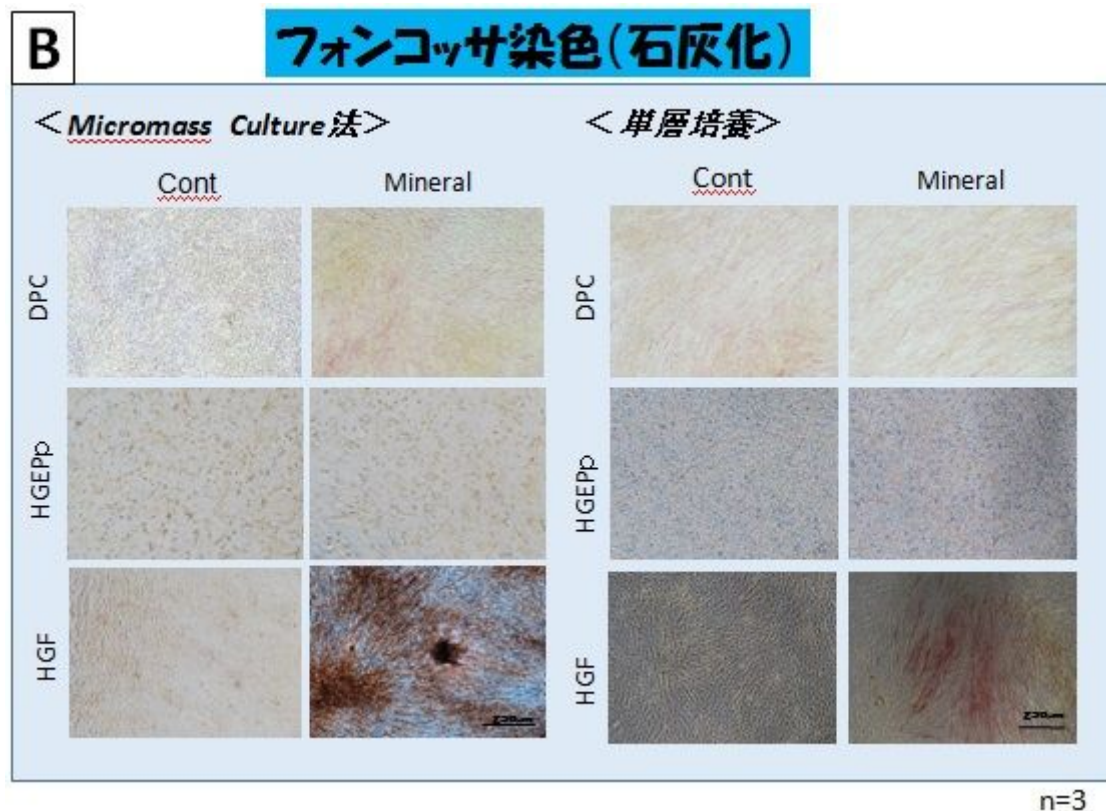 B
フォンコッサ染色(石灰化)
＜Micromass Culture法＞
＜単層培養＞
Cont
Mineral
Cont
Mineral
DPC
DPC
HGEPp
HGEPp
HGF
HGF
n=3